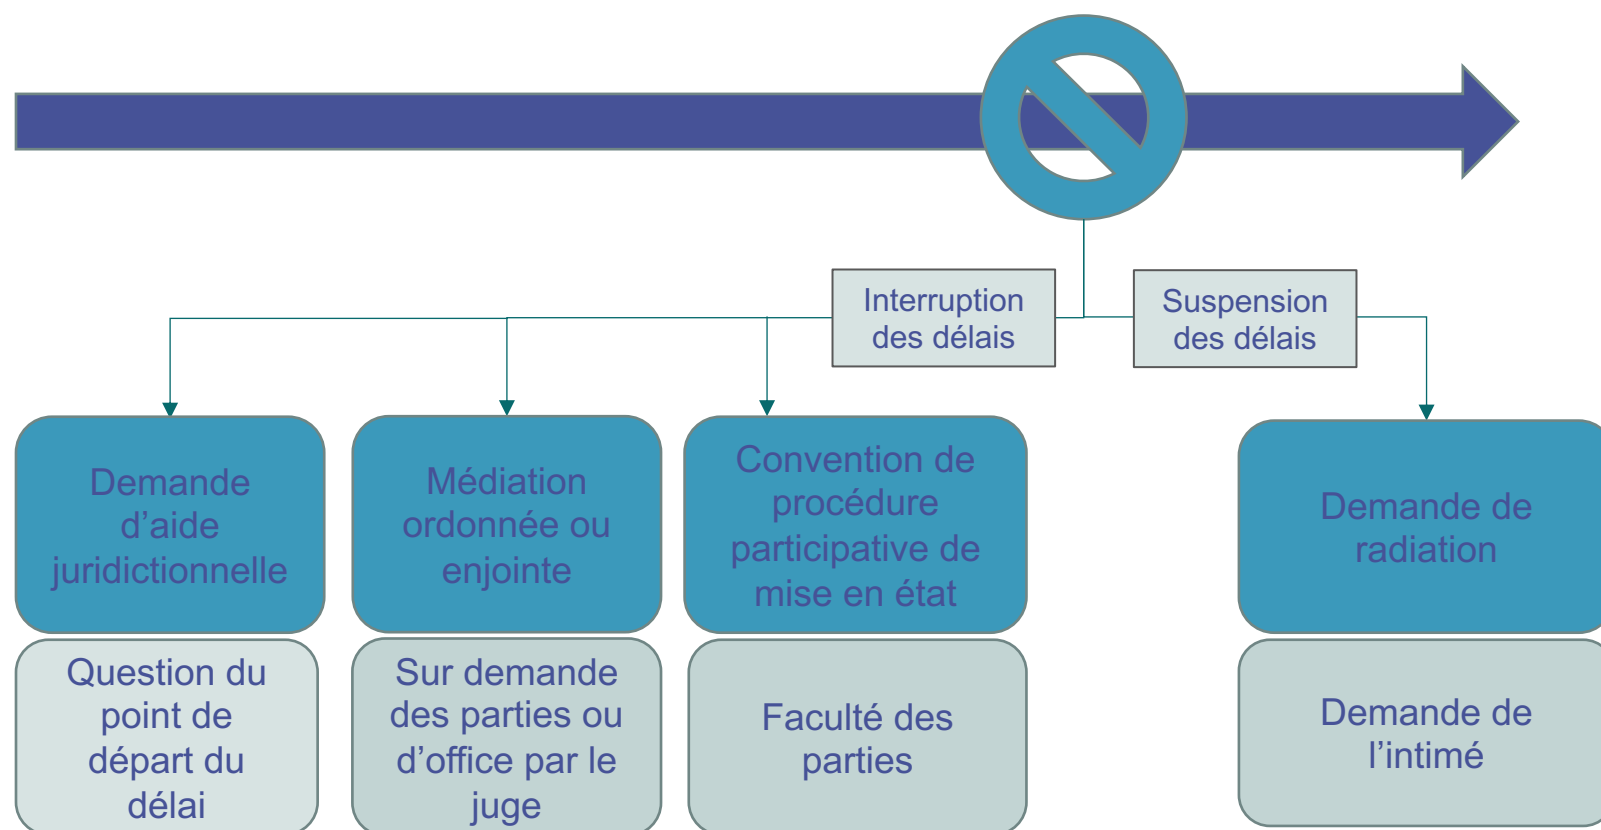 Interruption
des délais
Suspension
des délais
Demande
d’aide
juridictionnelle
Médiation
ordonnée ou
enjointe
Convention de
procédure
participative de
mise en état
Demande de
radiation
Question du
point de
départ du
délai
Sur demande
des parties ou
d’office par le
juge
Faculté des
parties
Demande de
l’intimé